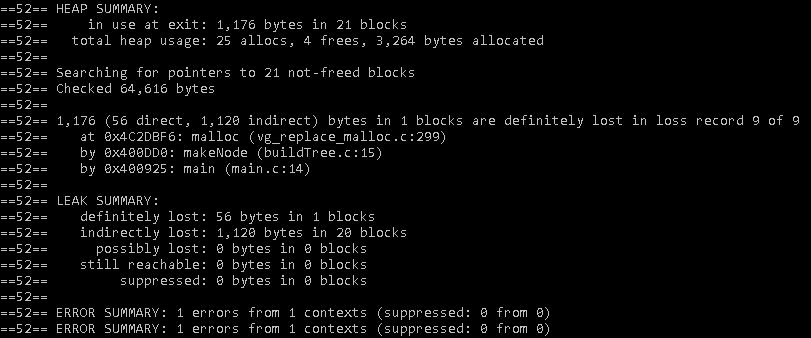 ==52== HEAP SUMMARY:
==52==     in use at exit: 1,176 bytes in 21 blocks
==52==   total heap usage: 25 allocs, 4 frees, 3,264 bytes allocated
==52==
==52== Searching for pointers to 21 not-freed blocks
==52== Checked 64,616 bytes
==52==
==52== 1,176 (56 direct, 1,120 indirect) bytes in 1 blocks are definitely lost in loss record 9 of 9
==52==    at 0x4C2DBF6: malloc (vg_replace_malloc.c:299)
==52==    by 0x400DD0: makeNode (buildTree.c:15)
==52==    by 0x400925: main (main.c:14)
==52==
==52== LEAK SUMMARY:
==52==    definitely lost: 56 bytes in 1 blocks
==52==    indirectly lost: 1,120 bytes in 20 blocks
==52==      possibly lost: 0 bytes in 0 blocks
==52==    still reachable: 0 bytes in 0 blocks
==52==         suppressed: 0 bytes in 0 blocks
==52==
==52== ERROR SUMMARY: 1 errors from 1 contexts (suppressed: 0 from 0)
==52== ERROR SUMMARY: 1 errors from 1 contexts (suppressed: 0 from 0)